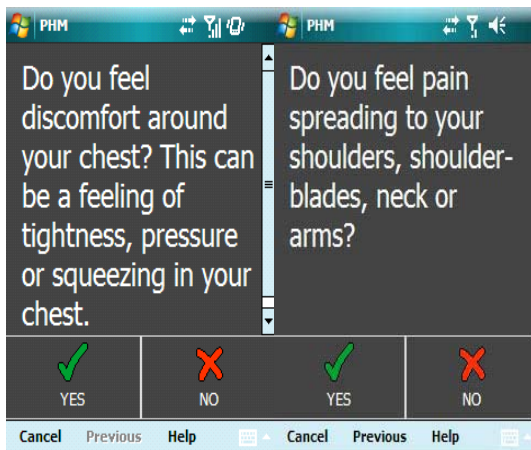 PHM
Do you feel
discomfort around
your chest? This can
be a feeling of
tightness, pressure
or squeezing in your
chest.
YES
NO
Cancel Previous Help
PHM
Do you feel pain
spreading to your
shoulders, shoulder-
blades, neck or
arms?
YES
NO
Cancel Previous Help